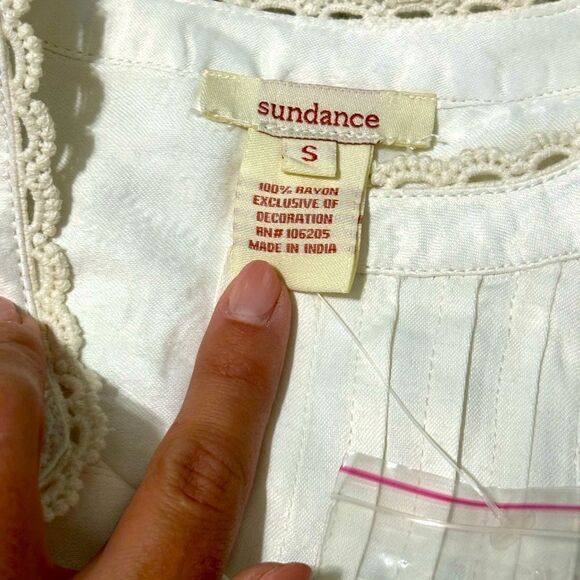 sundance
S
100% RAYON
EXCLUSIVE OF
DECORATION
RN# 106205
MADE IN INDIA